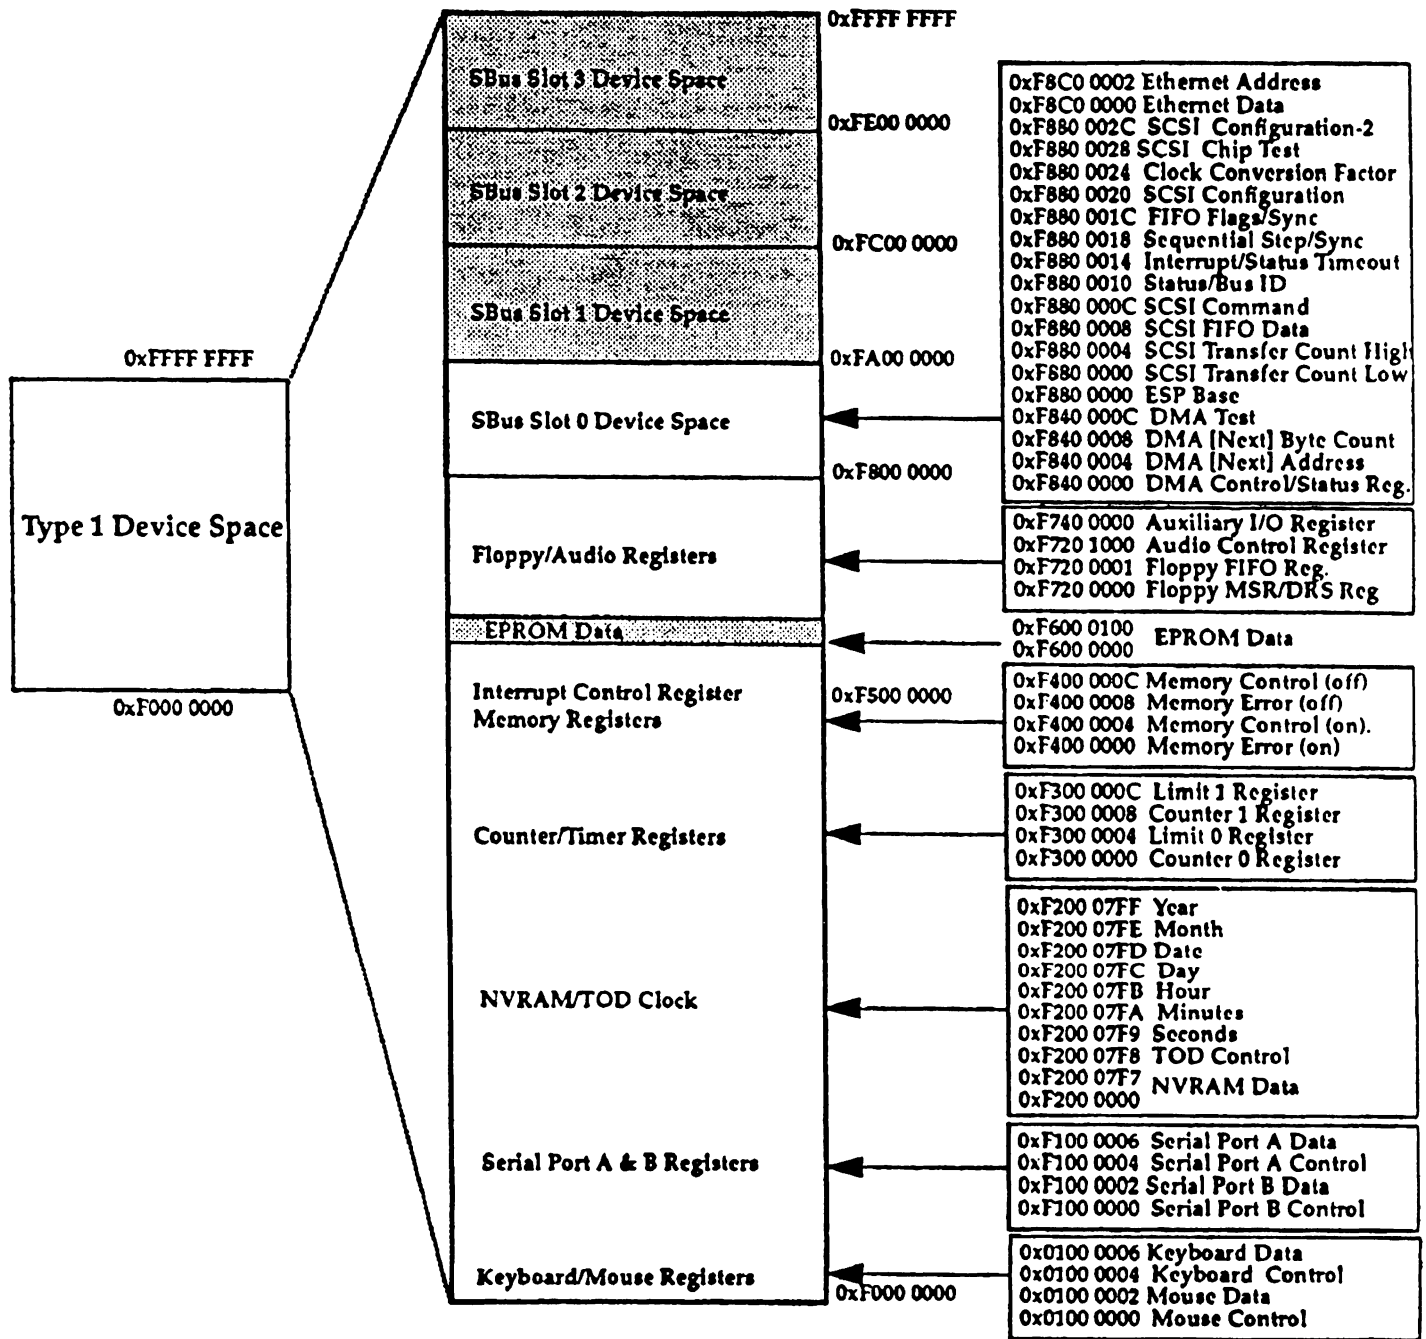 0xFFFF FFFF
0xF000 0000
Type 1 Device Space
0xFFFF FFFF
SBus Slot 3 Device Space
0xFE00 0000
SBus Slot 2 Device Space
0xFC00 0000
SBus Slot 1 Device Space
0xFA00 0000
SBus Slot 0 Device Space
0xF800 0000
Floppy/Audio Registers
EPROM Data
Interrupt Control Register
0xF500 0000
Memory Registers
Counter/Timer Registers
NVRAM/TOD Clock
Serial Port A & B Registers
Keyboard/Mouse Registers
0xF000 0000
0xF8C0 0002 Ethernet Address
0xF8C0 0000 Ethernet Data
0xF880 002C SCSI Configuration-2
0xF880 0028 SCSI Chip Test
0xF880 0024 Clock Conversion Factor
0xF880 0020 SCSI Configuration
0xF880 001C FIFO Flags/Sync
0xF880 0018 Sequential Step/Sync
0xF880 0014 Interrupt/Status Timeout
0xF880 0010 Status/Bus ID
0xF880 000C SCSI Command
0xF880 0008 SCSI FIFO Data
0xF880 0004 SCSI Transfer Count High
0xF880 0000 SCSI Transfer Count Low
0xF880 0000 ESP Base
0xF840 000C DMA Test
0xF840 0008 DMA [Next] Byte Count
0xF840 0004 DMA [Next] Address
0xF840 0000 DMA Control/Status Reg.
0xF740 0000 Auxiliary I/O Register
0xF720 1000 Audio Control Register
0xF720 0001 Floppy FIFO Reg.
0xF720 0000 Floppy MSR/DRS Reg
0xF600 0100
0xF600 0000
EPROM Data
0xF400 000C Memory Control (off)
0xF400 0008 Memory Error (off)
0xF400 0004 Memory Control (on).
0xF400 0000 Memory Error (on)
0xF300 000C Limit 1 Register
0xF300 0008 Counter 1 Register
0xF300 0004 Limit 0 Register
0xF300 0000 Counter 0 Register
0xF200 07FF Year
0xF200 07FE Month
0xF200 07FD Date
0xF200 07FC Day
0xF200 07FB Hour
0xF200 07FA Minutes
0xF200 07F9 Seconds
0xF200 07F8 TOD Control
0xF200 07F7
0xF200 0000
NVRAM Data
0xF100 0006 Serial Port A Data
0xF100 0004 Serial Port A Control
0xF100 0002 Serial Port B Data
0xF100 0000 Serial Port B Control
0x0100 0006 Keyboard Data
0x0100 0004 Keyboard Control
0x0100 0002 Mouse Data
0x0100 0000 Mouse Control